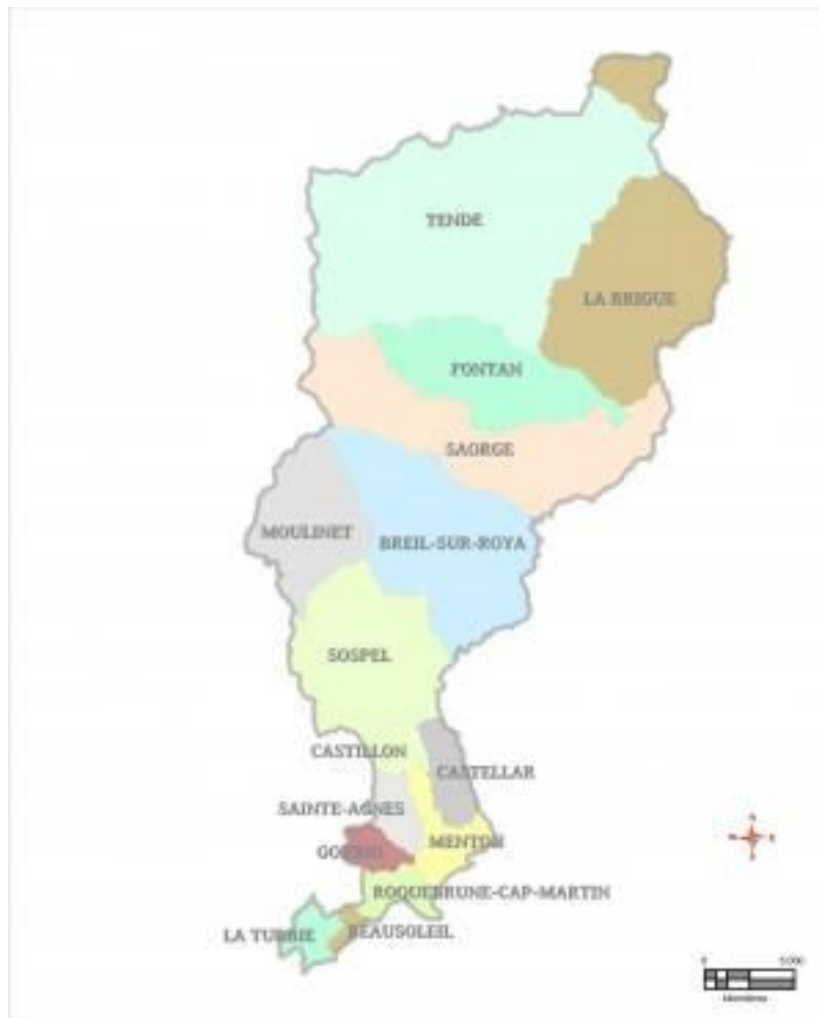 TENDE
LA BRIGUE
FONTAN
SAORGE
MOULINET
BREIL-SUR-ROYA
SOSPEL
CASTILLON
CASTELLAR
SAINTE-AGNES
MENTON
GORBIO
ROQUEBRUNE-CAP-MARTIN
LA TURBIE
BEAUSOLEIL
N
E
S
0